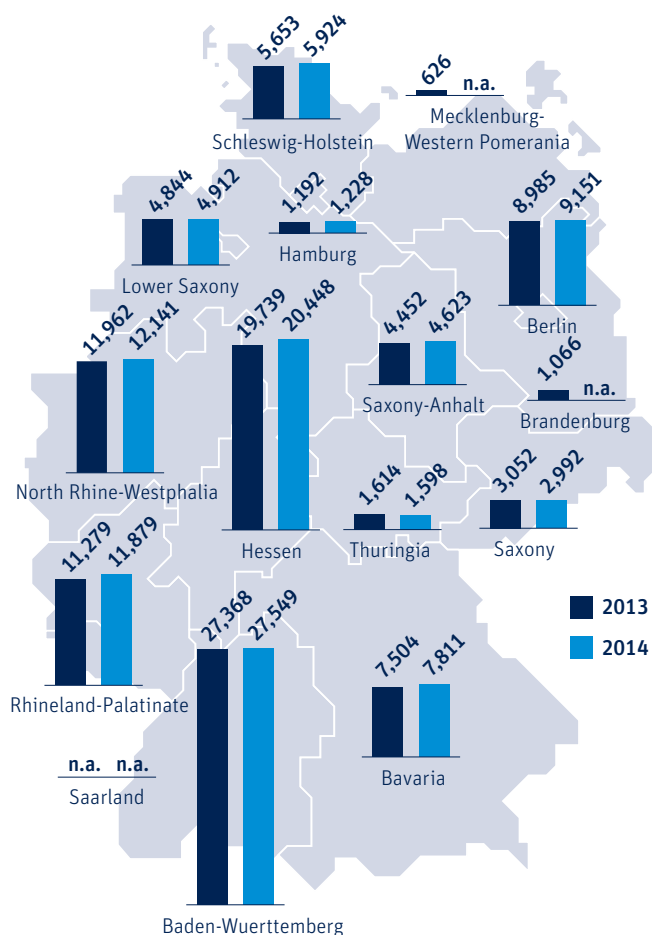 5,653 5,924
Schleswig-Holstein
626 n.a.
Mecklenburg-
Western Pomerania
4,844 4,912
Lower Saxony
1,192 1,228
Hamburg
8,985 9,151
Berlin
11,962 12,141
North Rhine-Westphalia
19,739 20,448
Hessen
4,452 4,623
Saxony-Anhalt
1,066 n.a.
Brandenburg
1,614 1,598
Thuringia
3,052 2,992
Saxony
11,279 11,879
Rhineland-Palatinate
2013
2014
27,368 27,549
Baden-Wuerttemberg
7,504 7,811
Bavaria
n.a. n.a.
Saarland